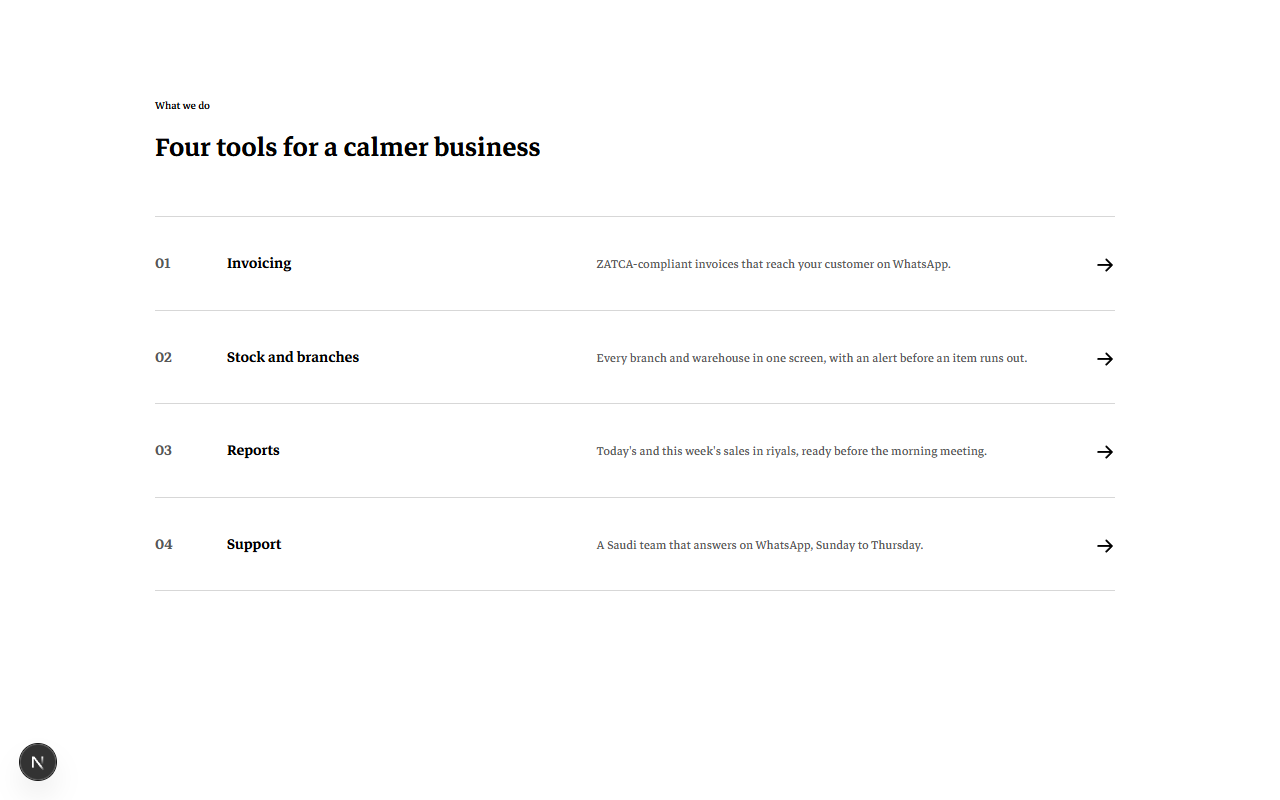 What we do
Four tools for a calmer business
01 Invoicing ZATCA-compliant invoices that reach your customer on WhatsApp.
02 Stock and branches Every branch and warehouse in one screen, with an alert before an item runs out.
03 Reports Today's and this week's sales in riyals, ready before the morning meeting.
04 Support A Saudi team that answers on WhatsApp, Sunday to Thursday.
N